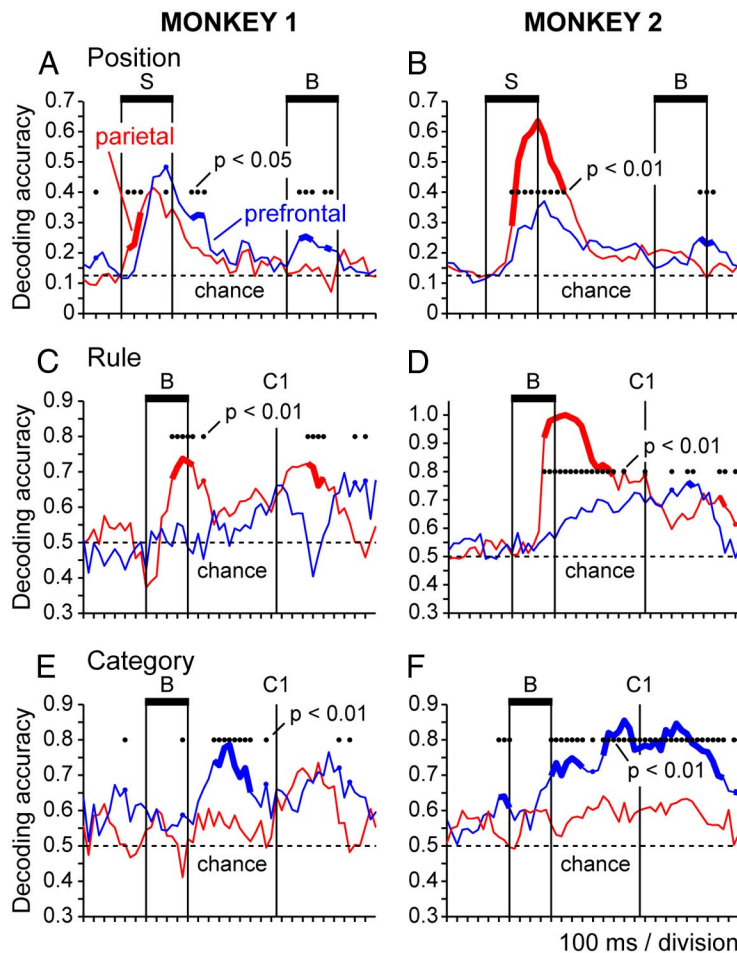 MONKEY 1
MONKEY 2
A Position
S
B
Decoding accuracy
0.7
0.6
0.5
0.4
0.3
0.2
0.1
0
parietal
p < 0.05
prefrontal
chance
B
S
B
Decoding accuracy
0.7
0.6
0.5
0.4
0.3
0.2
0.1
0
p < 0.01
chance
C Rule
B
C1
Decoding accuracy
0.9
0.8
0.7
0.6
0.5
0.4
0.3
p < 0.01
chance
D
B
C1
1.0
0.9
0.8
0.7
0.6
0.5
0.4
0.3
p < 0.01
chance
E Category
B
C1
Decoding accuracy
0.9
0.8
0.7
0.6
0.5
0.4
0.3
p < 0.01
chance
F
B
C1
0.9
0.8
0.7
0.6
0.5
0.4
0.3
p < 0.01
chance
100 ms / division